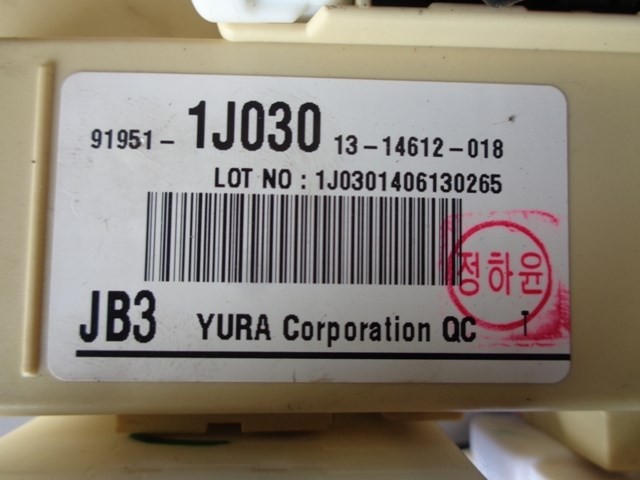 91951- 1J030 13-14612-018
LOT NO : 1J0301406130265
정하윤
JB3 YURA Corporation QC T